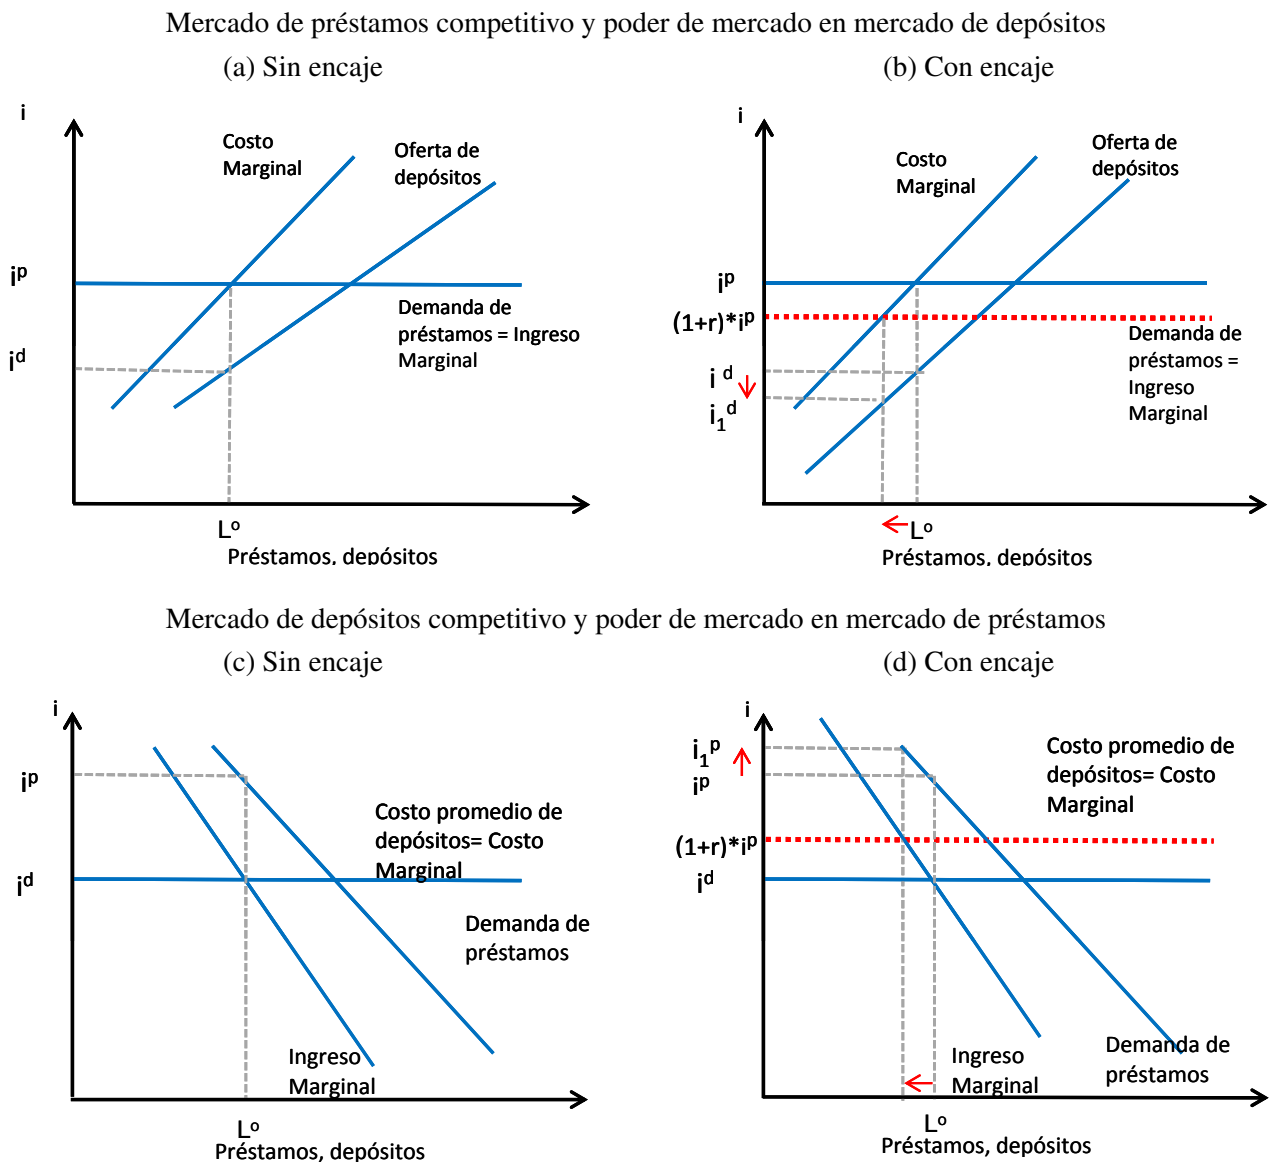 Mercado de préstamos competitivo y poder de mercado en mercado de depósitos
(a) Sin encaje
i
Costo
Marginal
Oferta de
depósitos
iᵖ
Demanda de
préstamos = Ingreso
Marginal
iᵈ
Lº
Préstamos, depósitos
(b) Con encaje
i
Costo
Marginal
Oferta de
depósitos
iᵖ
(1+r)*iᵖ
Demanda de
préstamos =
Ingreso
Marginal
i ᵈ
i₁ᵈ
Lº
Préstamos, depósitos
Mercado de depósitos competitivo y poder de mercado en mercado de préstamos
(c) Sin encaje
i
iᵖ
Costo promedio de
depósitos= Costo
Marginal
iᵈ
Demanda de
préstamos
Ingreso
Marginal
Lº
Préstamos, depósitos
(d) Con encaje
i
i₁ᵖ
iᵖ
Costo promedio de
depósitos= Costo
Marginal
(1+r)*iᵖ
iᵈ
Ingreso
Marginal
Demanda de
préstamos
Lº
Préstamos, depósitos